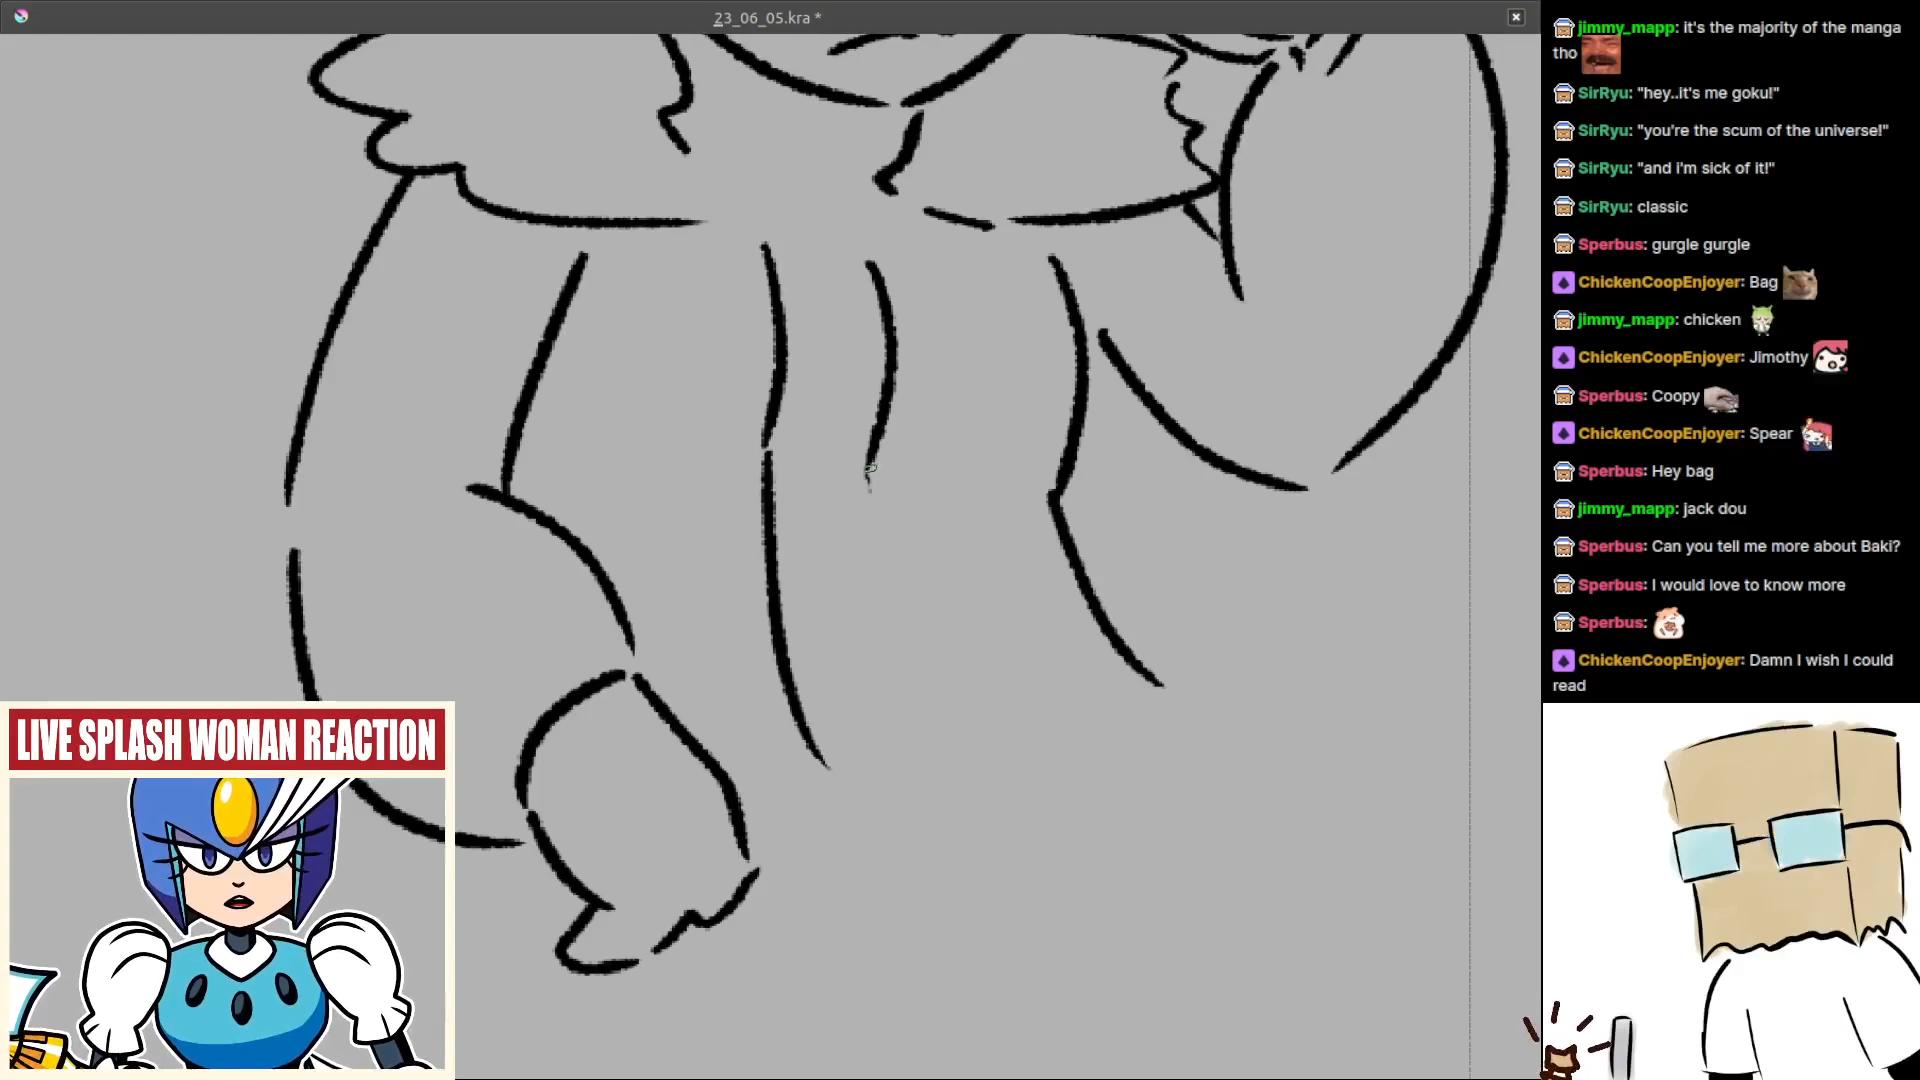 23_06_05.kra *
jimmy_mapp: it's the majority of the manga
tho
SirRyu: "hey..it's me goku!"
SirRyu: "you're the scum of the universe!"
SirRyu: "and i'm sick of it!"
SirRyu: classic
Sperbus: gurgle gurgle
ChickenCoopEnjoyer: Bag
jimmy_mapp: chicken
ChickenCoopEnjoyer: Jimothy
Sperbus: Coopy
ChickenCoopEnjoyer: Spear
Sperbus: Hey bag
jimmy_mapp: jack dou
Sperbus: Can you tell me more about Baki?
Sperbus: I would love to know more
Sperbus:
ChickenCoopEnjoyer: Damn I wish I could
read
LIVE SPLASH WOMAN REACTION